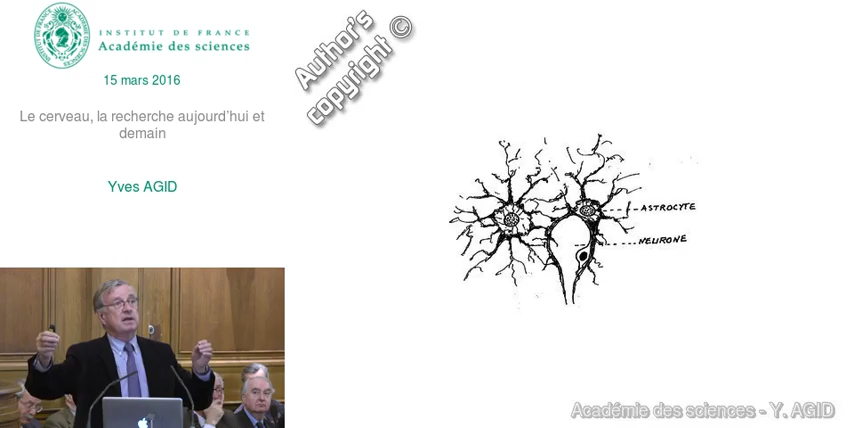 INSTITUT DE FRANCE
Académie des sciences
15 mars 2016
Le cerveau, la recherche aujourd'hui et
demain
Yves AGID
Author's
copyright ©
ASTROCYTE
NEURONE
Académie des sciences - Y. AGID